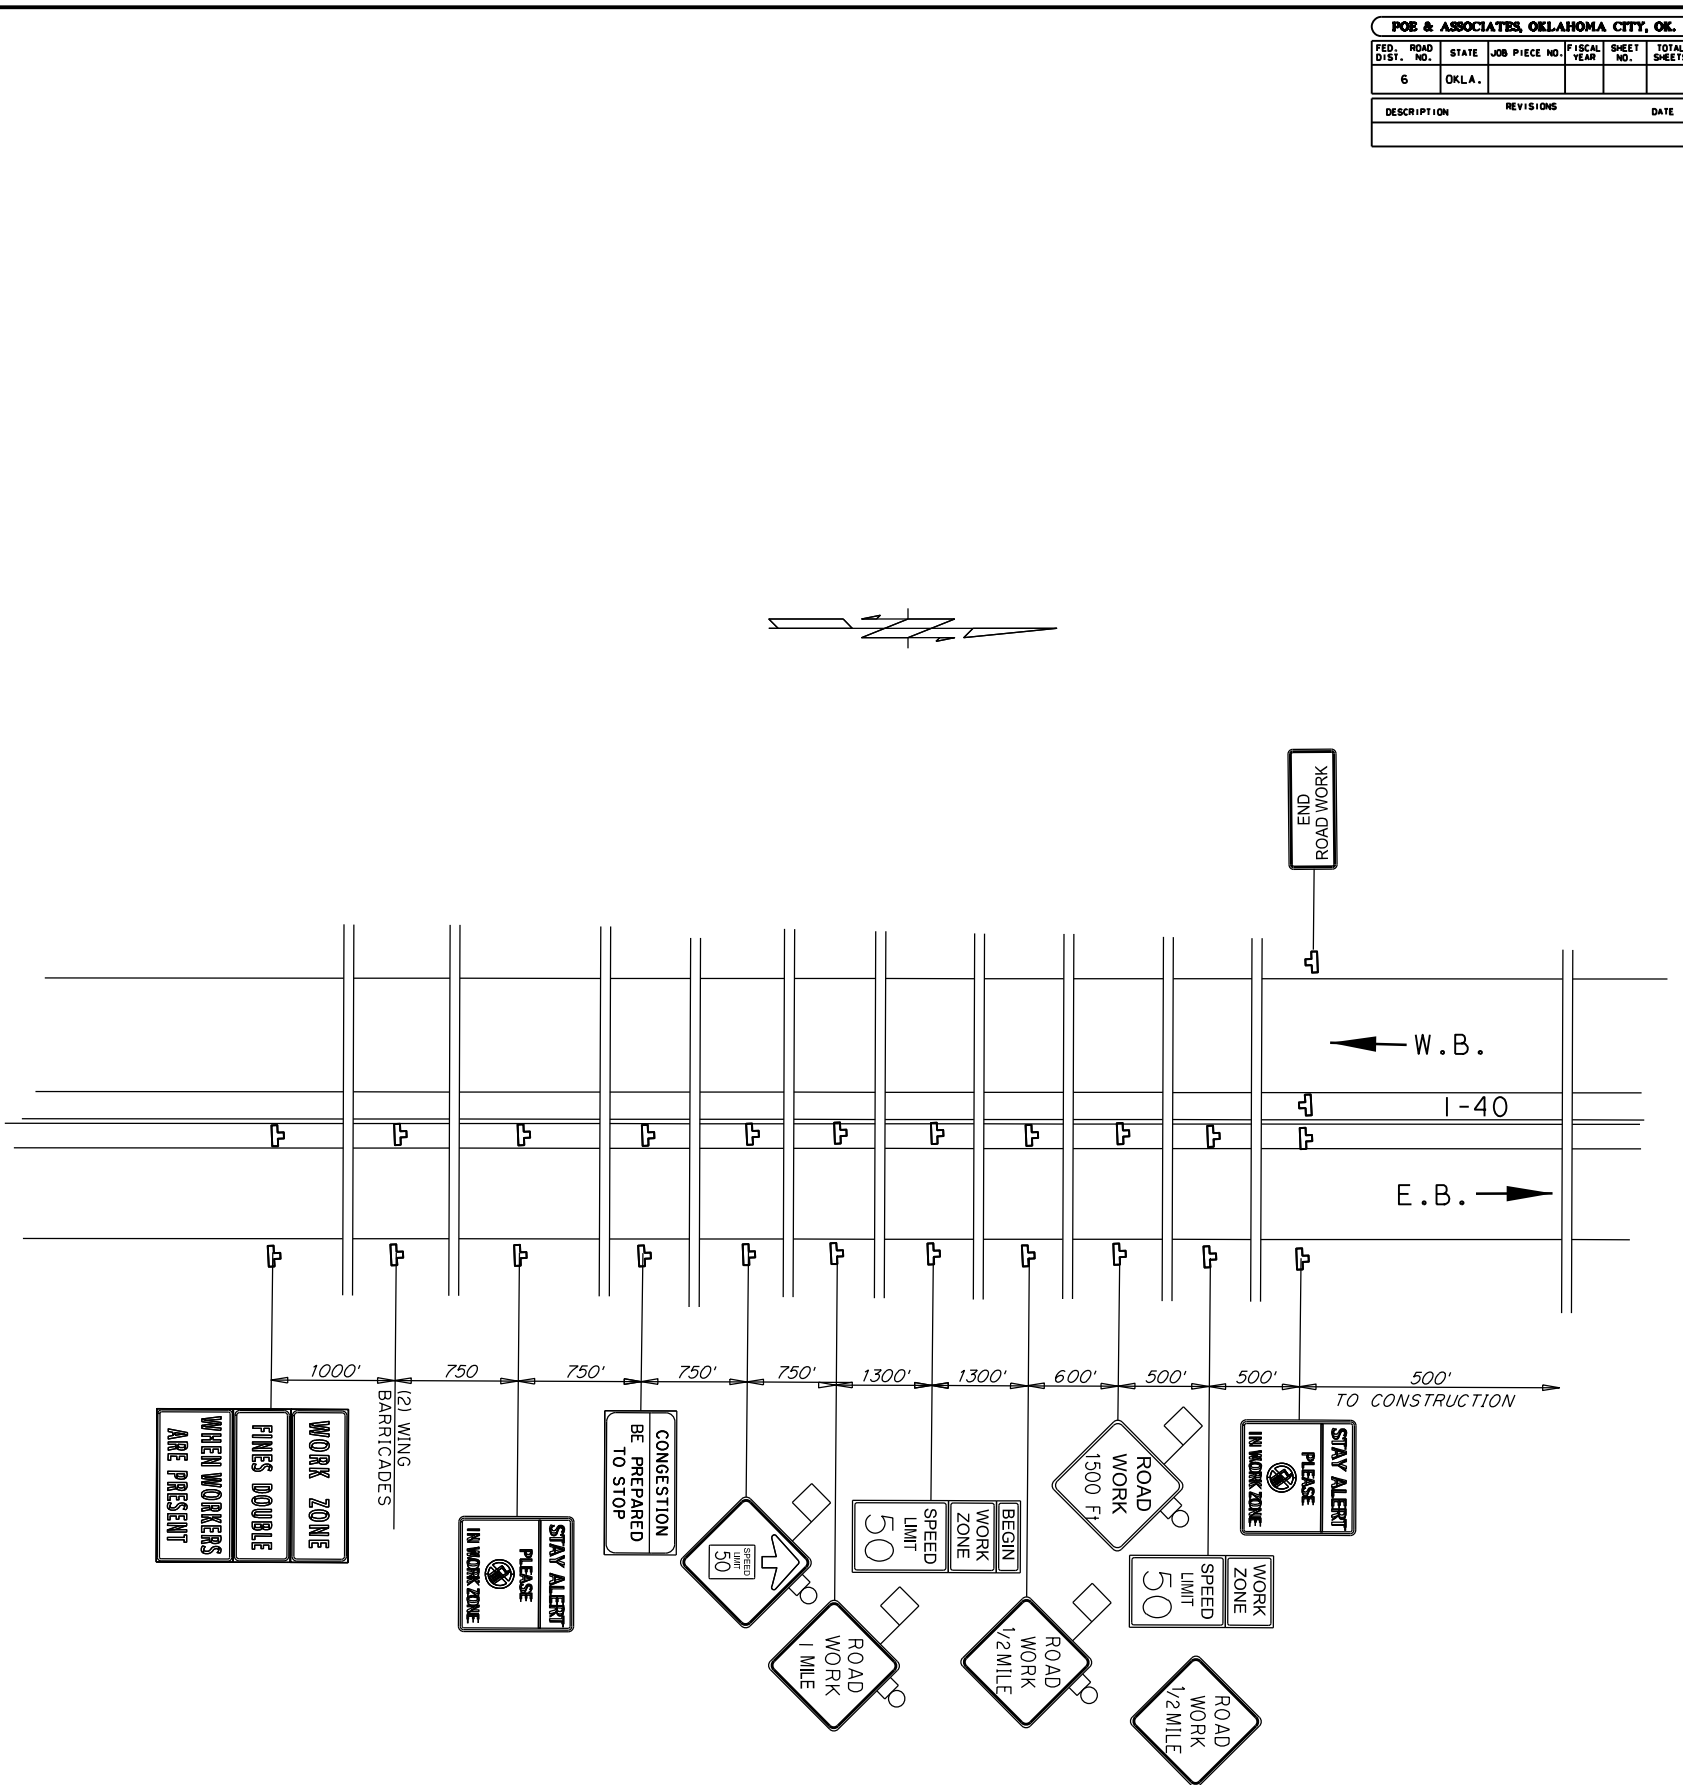 POE & ASSOCIATES, OKLAHOMA CITY, OK.
FED. ROAD DIST. NO.
STATE
JOB PIECE NO.
FISCAL YEAR
SHEET NO.
TOTAL SHEETS
6
OKLA.
DESCRIPTION
REVISIONS
DATE
END
ROAD WORK
W.B.
I-40
E.B.
1000'
750
750'
750'
750'
1300'
1300'
600'
500'
500'
500'
TO CONSTRUCTION
WORK ZONE
FINES DOUBLE
WHEN WORKERS
ARE PRESENT
(2) WING
BARRICADES
STAY ALERT
PLEASE
IN WORK ZONE
CONGESTION
BE PREPARED
TO STOP
SPEED
LIMIT
50
ROAD
WORK
1 MILE
BEGIN
WORK
ZONE
SPEED
LIMIT
50
ROAD
WORK
1/2 MILE
ROAD
WORK
1500 Ft
WORK
ZONE
SPEED
LIMIT
50
STAY ALERT
PLEASE
IN WORK ZONE
ROAD
WORK
1/2 MILE